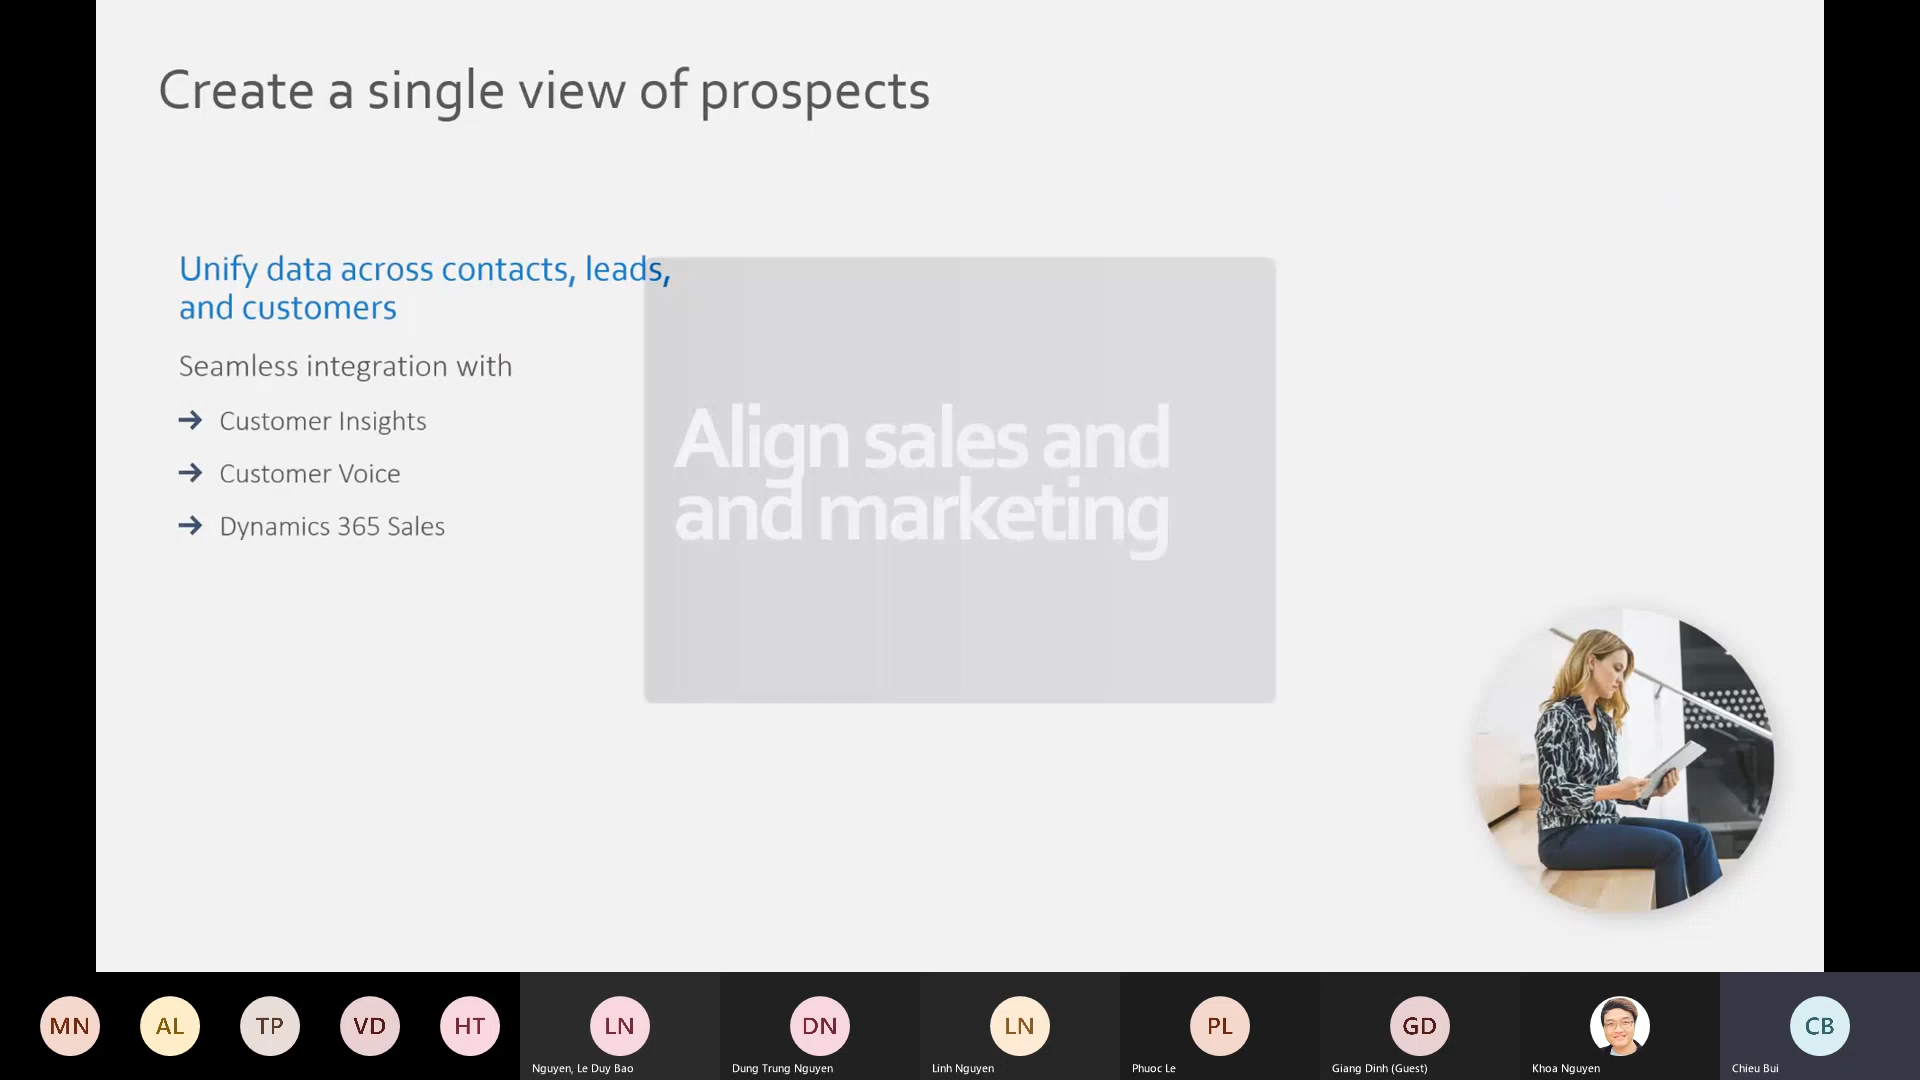 Create a single view of prospects
Unify data across contacts, leads,
and customers
Seamless integration with
→ Customer Insights
→ Customer Voice
→ Dynamics 365 Sales
Align sales and
and marketing
MN
AL
TP
VD
HT
LN
DN
LN
PL
GD
CB
Nguyen, Le Duy Bao
Dung Trung Nguyen
Linh Nguyen
Phuoc Le
Giang Dinh (Guest)
Khoa Nguyen
Chieu Bui